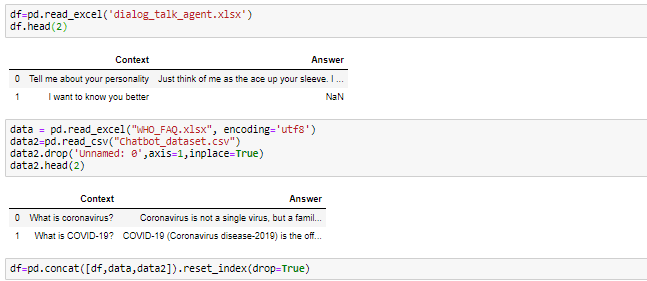 df=pd.read_excel('dialog_talk_agent.xlsx')
df.head(2)
Context Answer
0 Tell me about your personality Just think of me as the ace up your sleeve. I ...
1 I want to know you better NaN
data = pd.read_excel("WHO_FAQ.xlsx", encoding='utf8')
data2=pd.read_csv("Chatbot_dataset.csv")
data2.drop('Unnamed: 0',axis=1,inplace=True)
data2.head(2)
Context Answer
0 What is coronavirus? Coronavirus is not a single virus, but a famil...
1 What is COVID-19? COVID-19 (Coronavirus disease-2019) is the off...
df=pd.concat([df,data,data2]).reset_index(drop=True)